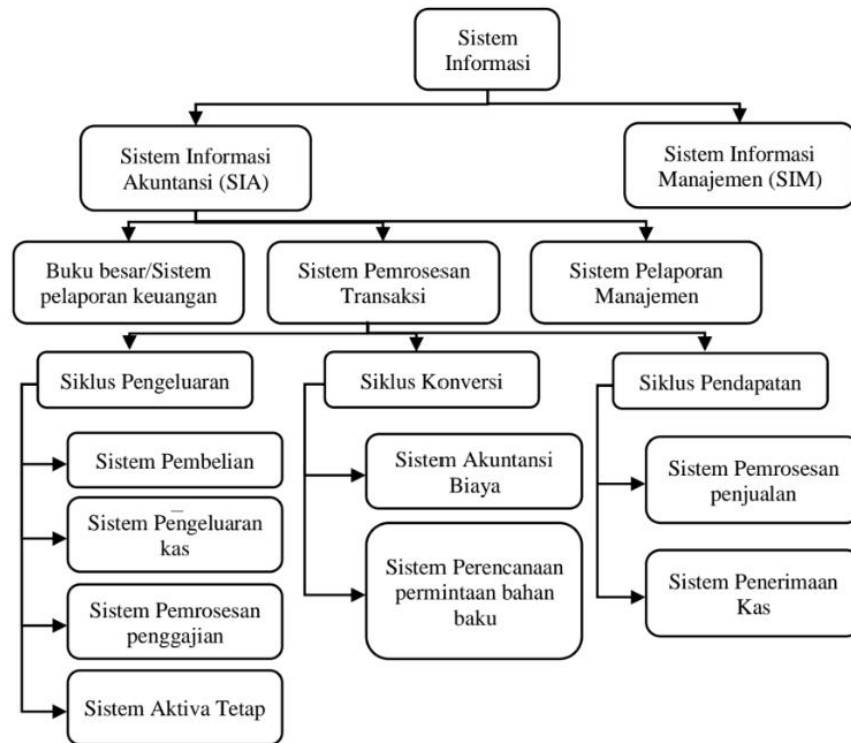 Sistem
Informasi
Sistem Informasi
Akuntansi (SIA)
Sistem Informasi
Manajemen (SIM)
Buku besar/Sistem
pelaporan keuangan
Sistem Pemrosesan
Transaksi
Sistem Pelaporan
Manajemen
Siklus Pengeluaran
Siklus Konversi
Siklus Pendapatan
Sistem Pembelian
Sistem Pengeluaran
kas
Sistem Pemrosesan
penggajian
Sistem Aktiva Tetap
Sistem Akuntansi
Biaya
Sistem Perencanaan
permintaan bahan
baku
Sistem Pemrosesan
penjualan
Sistem Penerimaan
Kas